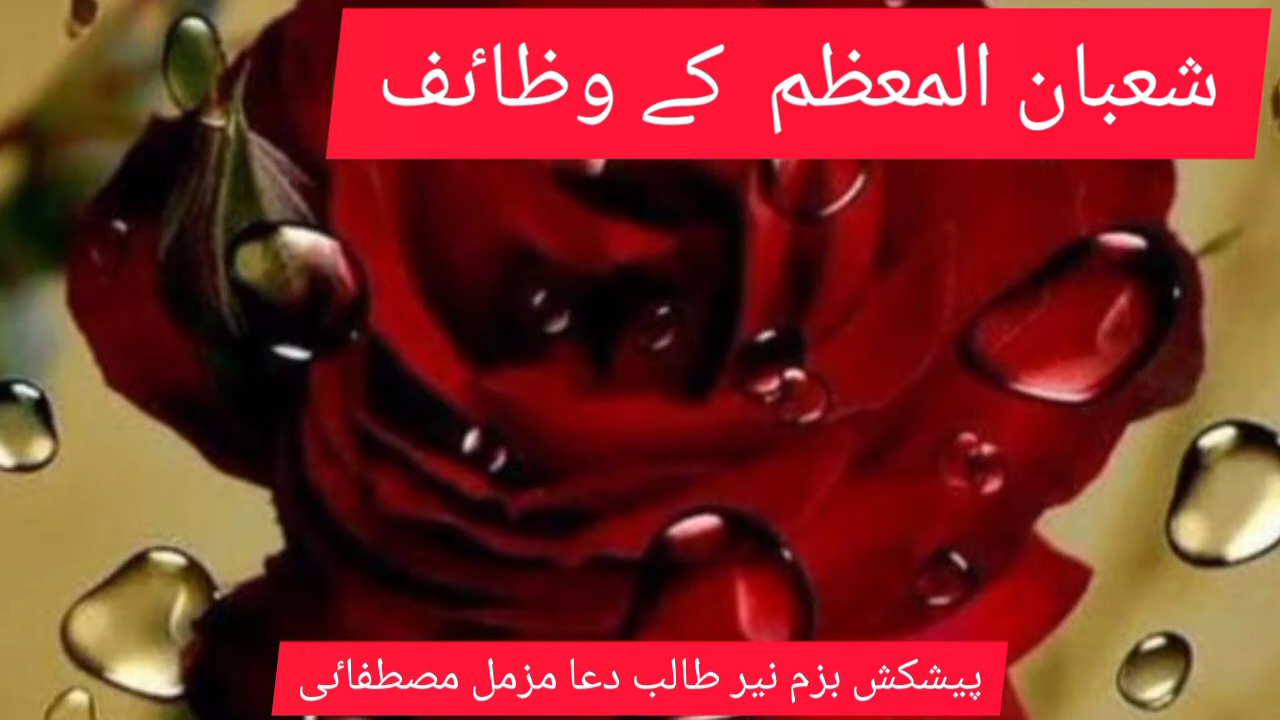 شعبان المعظم کے وظائف
پیشکش بزم نیر طالب دعا مزمل مصطفائی